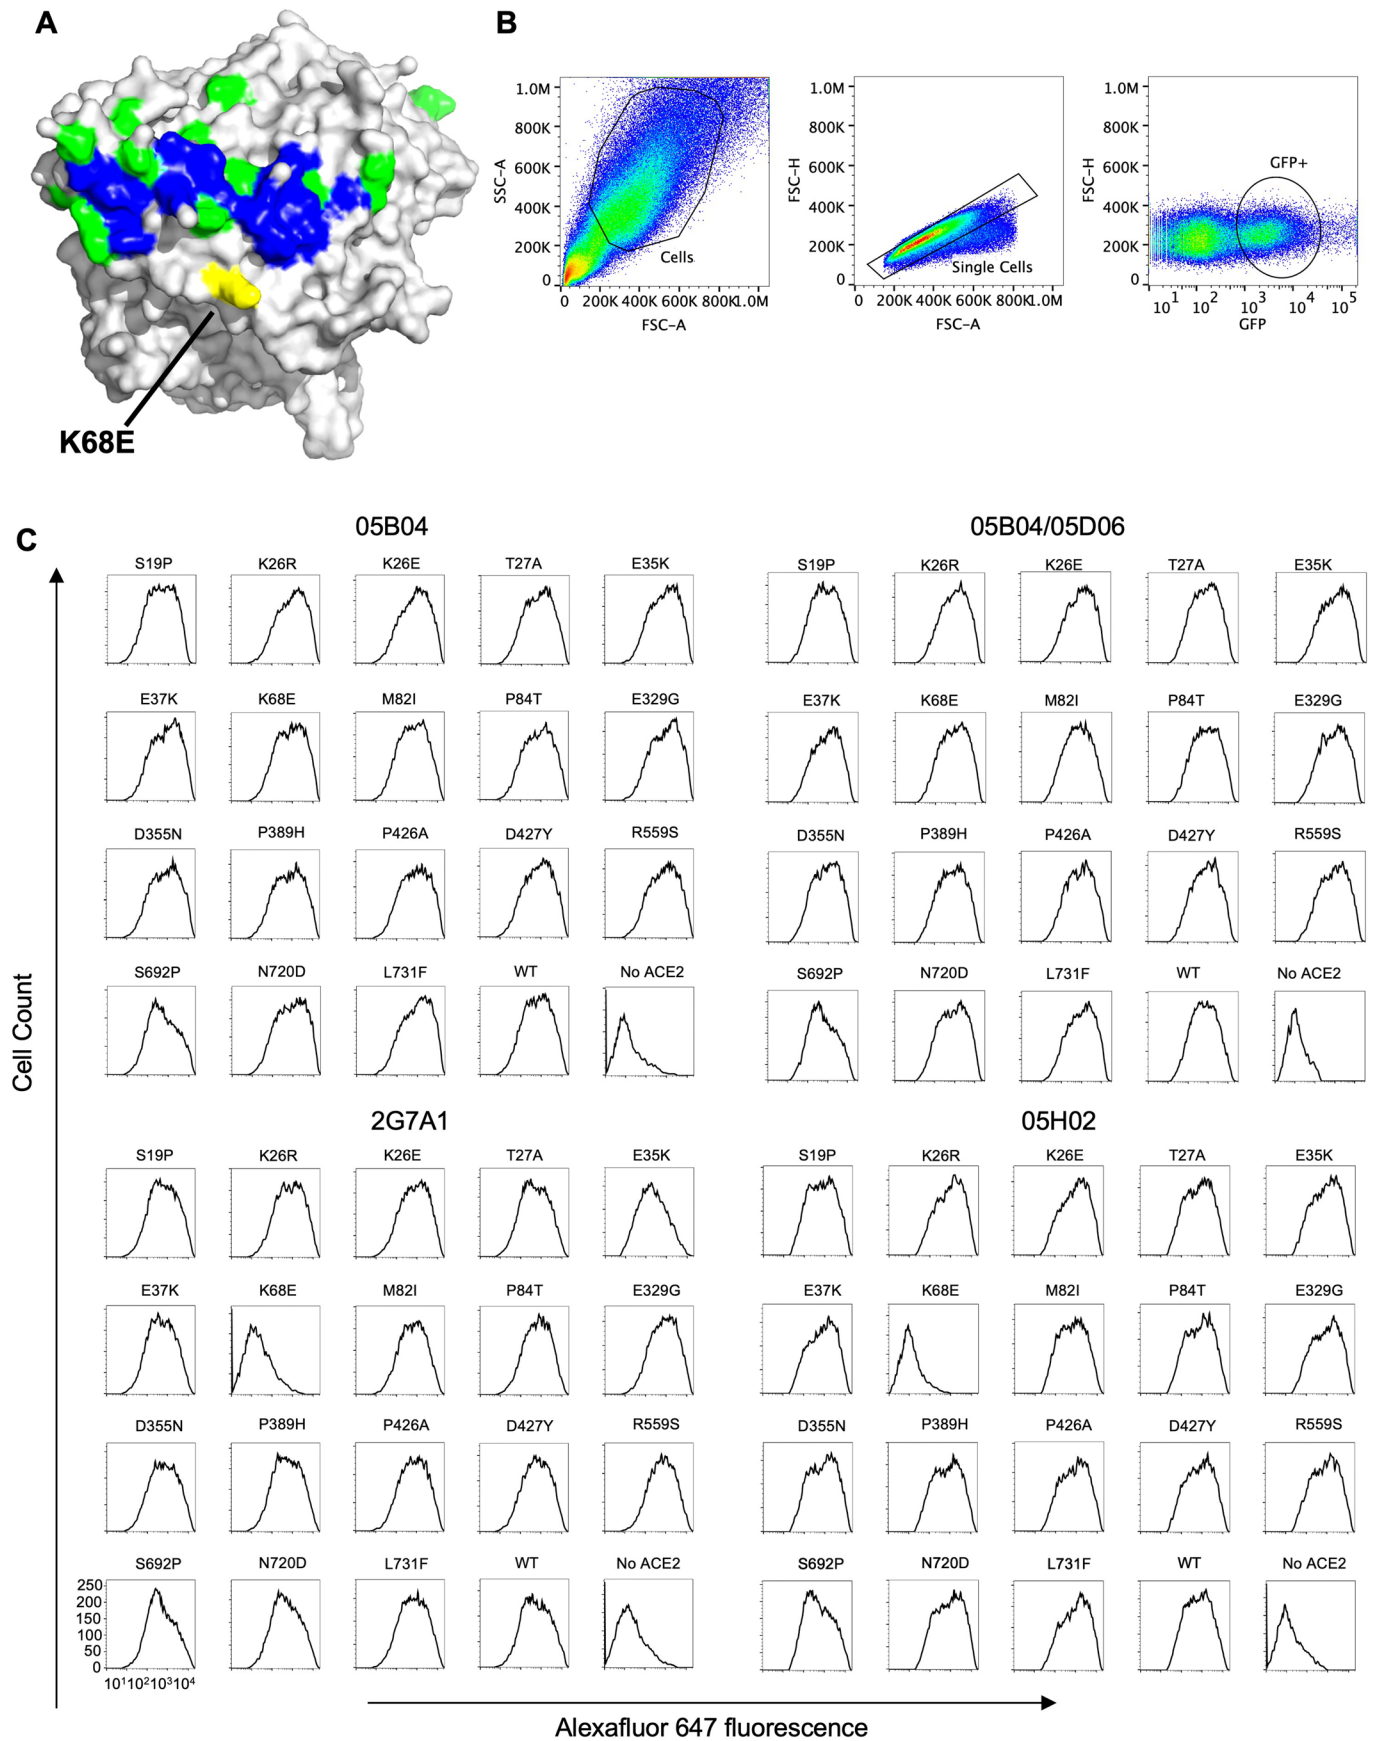 A
K68E
B
1.0M
800K
600K
400K
200K
0
SSC-A
Cells
0 200K 400K 600K 800K 1.0M
FSC-A
1.0M
800K
600K
400K
200K
0
FSC-H
Single Cells
0 200K 400K 600K 800K 1.0M
FSC-A
1.0M
800K
600K
400K
200K
0
FSC-H
GFP+
10¹ 10² 10³ 10⁴ 10⁵
GFP
C
Cell Count
05B04
S19P K26R K26E T27A E35K
E37K K68E M82I P84T E329G
D355N P389H P426A D427Y R559S
S692P N720D L731F WT No ACE2
05B04/05D06
S19P K26R K26E T27A E35K
E37K K68E M82I P84T E329G
D355N P389H P426A D427Y R559S
S692P N720D L731F WT No ACE2
2G7A1
S19P K26R K26E T27A E35K
E37K K68E M82I P84T E329G
D355N P389H P426A D427Y R559S
S692P N720D L731F WT No ACE2
250
200
150
100
50
0
10¹10²10³10⁴
05H02
S19P K26R K26E T27A E35K
E37K K68E M82I P84T E329G
D355N P389H P426A D427Y R559S
S692P N720D L731F WT No ACE2
Alexafluor 647 fluorescence